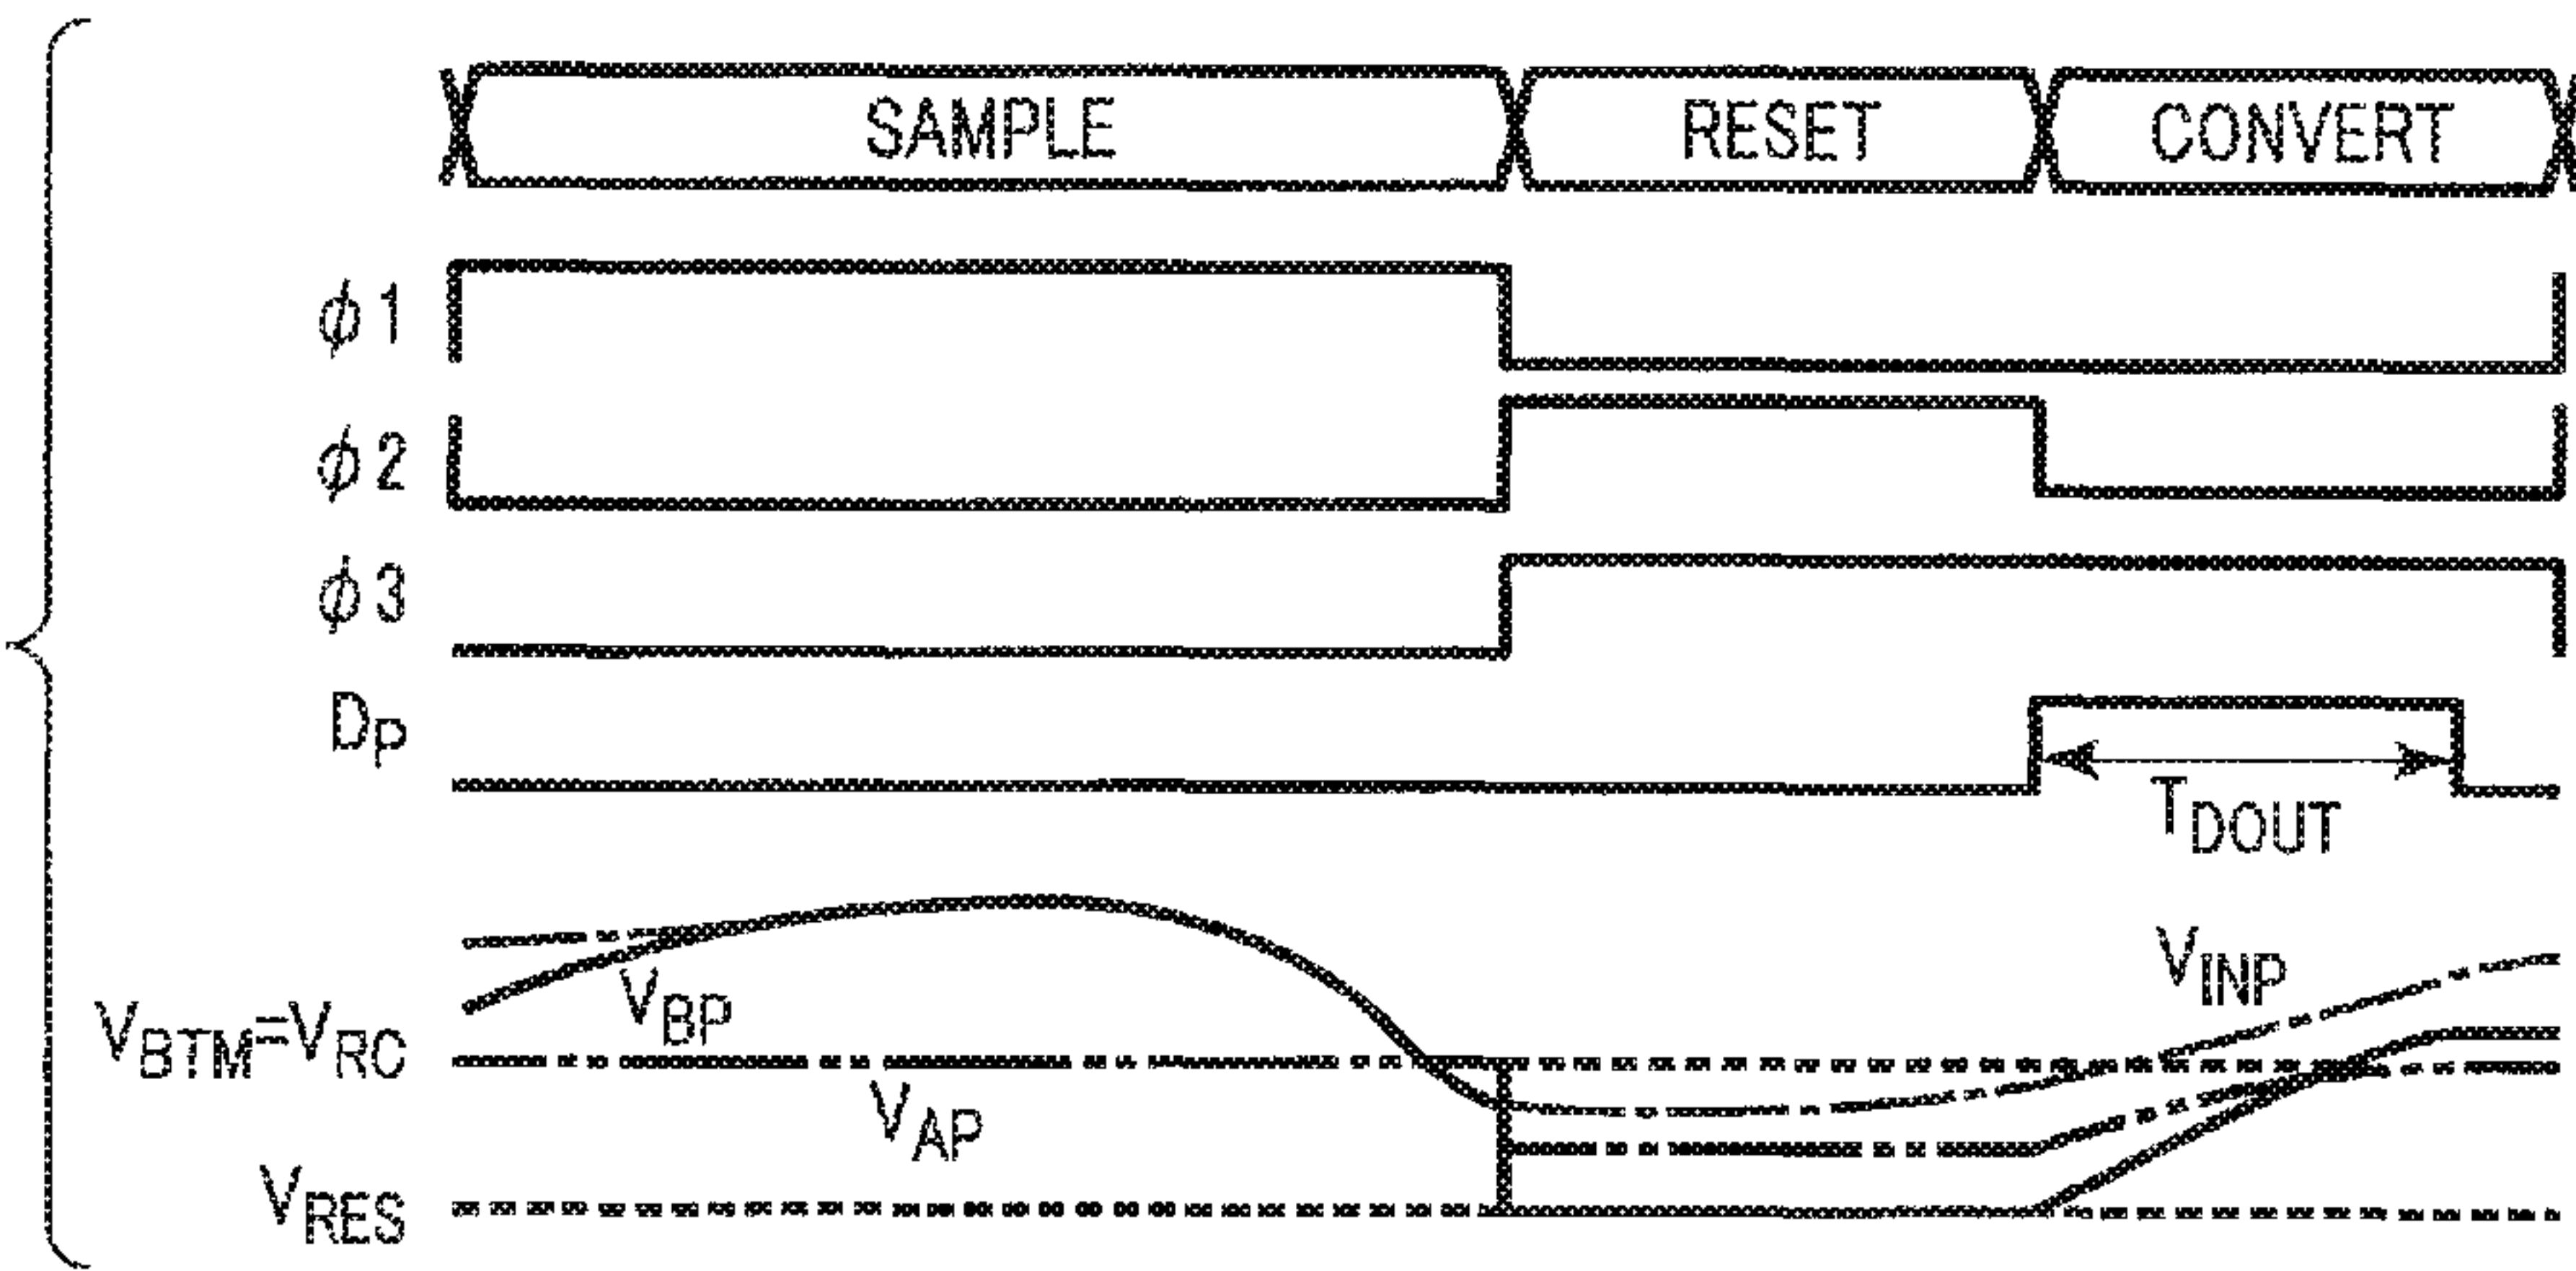 SAMPLE RESET CONVERT
ϕ1
ϕ2
ϕ3
DP
TDOUT
VBP
VINP
VBTM=VRC
VAP
VRES